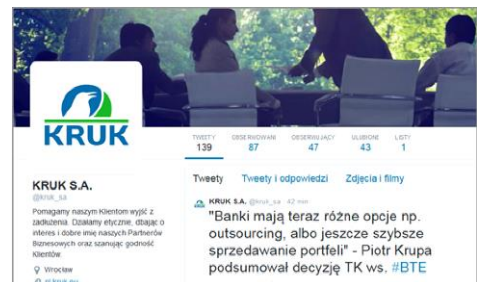 KRUK
TWEETY OBSERWOWANI OBSERWUJĄCY ULUBIONE LISTY
139 87 47 43 1
KRUK S.A.
@kruk_sa
Pomagamy naszym Klientom wyjść z
zadłużenia. Działamy etycznie, dbając o
interes i dobre imię naszych Partnerów
Biznesowych oraz szanując godność
Klientów.
Wrocław
Tweety Tweety i odpowiedzi Zdjęcia i filmy
KRUK S.A. @kruk_sa 42 min
"Banki mają teraz różne opcje np.
outsourcing, albo jeszcze szybsze
sprzedawanie portfeli" - Piotr Krupa
podsumował decyzję TK ws. #BTE